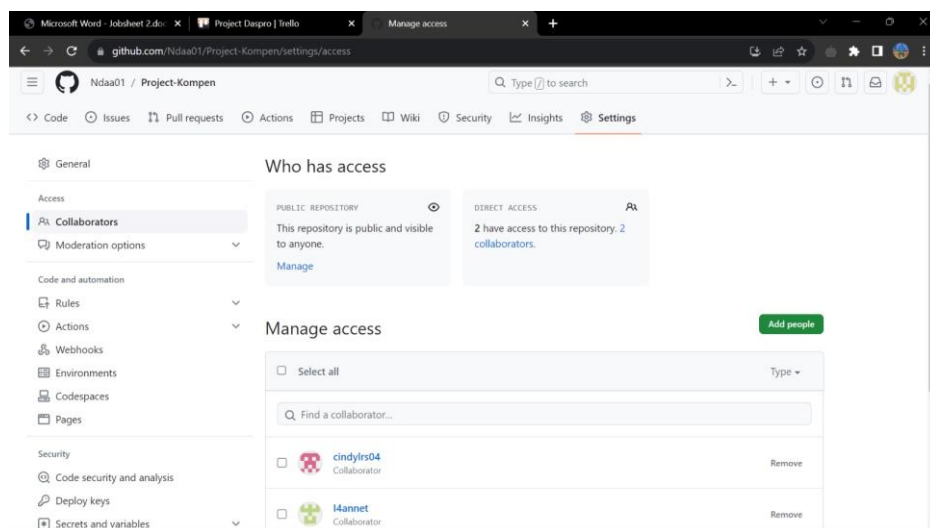 Microsoft Word - Jobsheet 2.doc
Project Daspro | Trello
Manage access
github.com/Ndaa01/Project-Kompen/settings/access
Ndaa01 / Project-Kompen
Type / to search
<> Code
Issues
Pull requests
Actions
Projects
Wiki
Security
Insights
Settings
General
Access
Collaborators
Moderation options
Code and automation
Rules
Actions
Webhooks
Environments
Codespaces
Pages
Security
Code security and analysis
Deploy keys
Secrets and variables
Who has access
PUBLIC REPOSITORY
This repository is public and visible
to anyone.
Manage
DIRECT ACCESS
2 have access to this repository. 2
collaborators.
Manage access
Add people
Select all
Type
Find a collaborator...
cindylrs04
Collaborator
Remove
l4annet
Collaborator
Remove